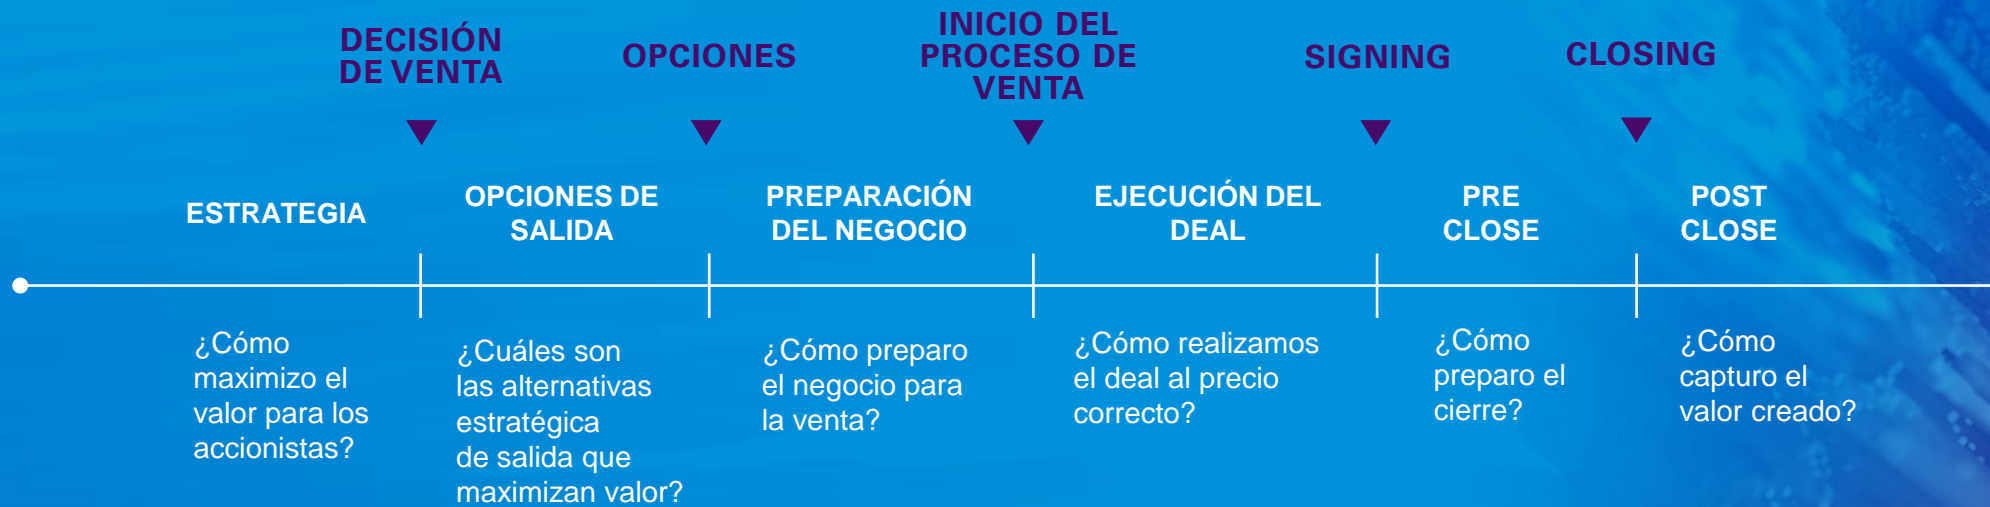 DECISIÓN
DE VENTA
OPCIONES
INICIO DEL
PROCESO DE
VENTA
SIGNING
CLOSING
ESTRATEGIA
OPCIONES DE
SALIDA
PREPARACIÓN
DEL NEGOCIO
EJECUCIÓN DEL
DEAL
PRE
CLOSE
POST
CLOSE
¿Cómo
maximizo el
valor para los
accionistas?
¿Cuáles son
las alternativas
estratégica
de salida que
maximizan valor?
¿Cómo preparo
el negocio para
la venta?
¿Cómo realizamos
el deal al precio
correcto?
¿Cómo
preparo el
cierre?
¿Cómo
capturo el
valor creado?